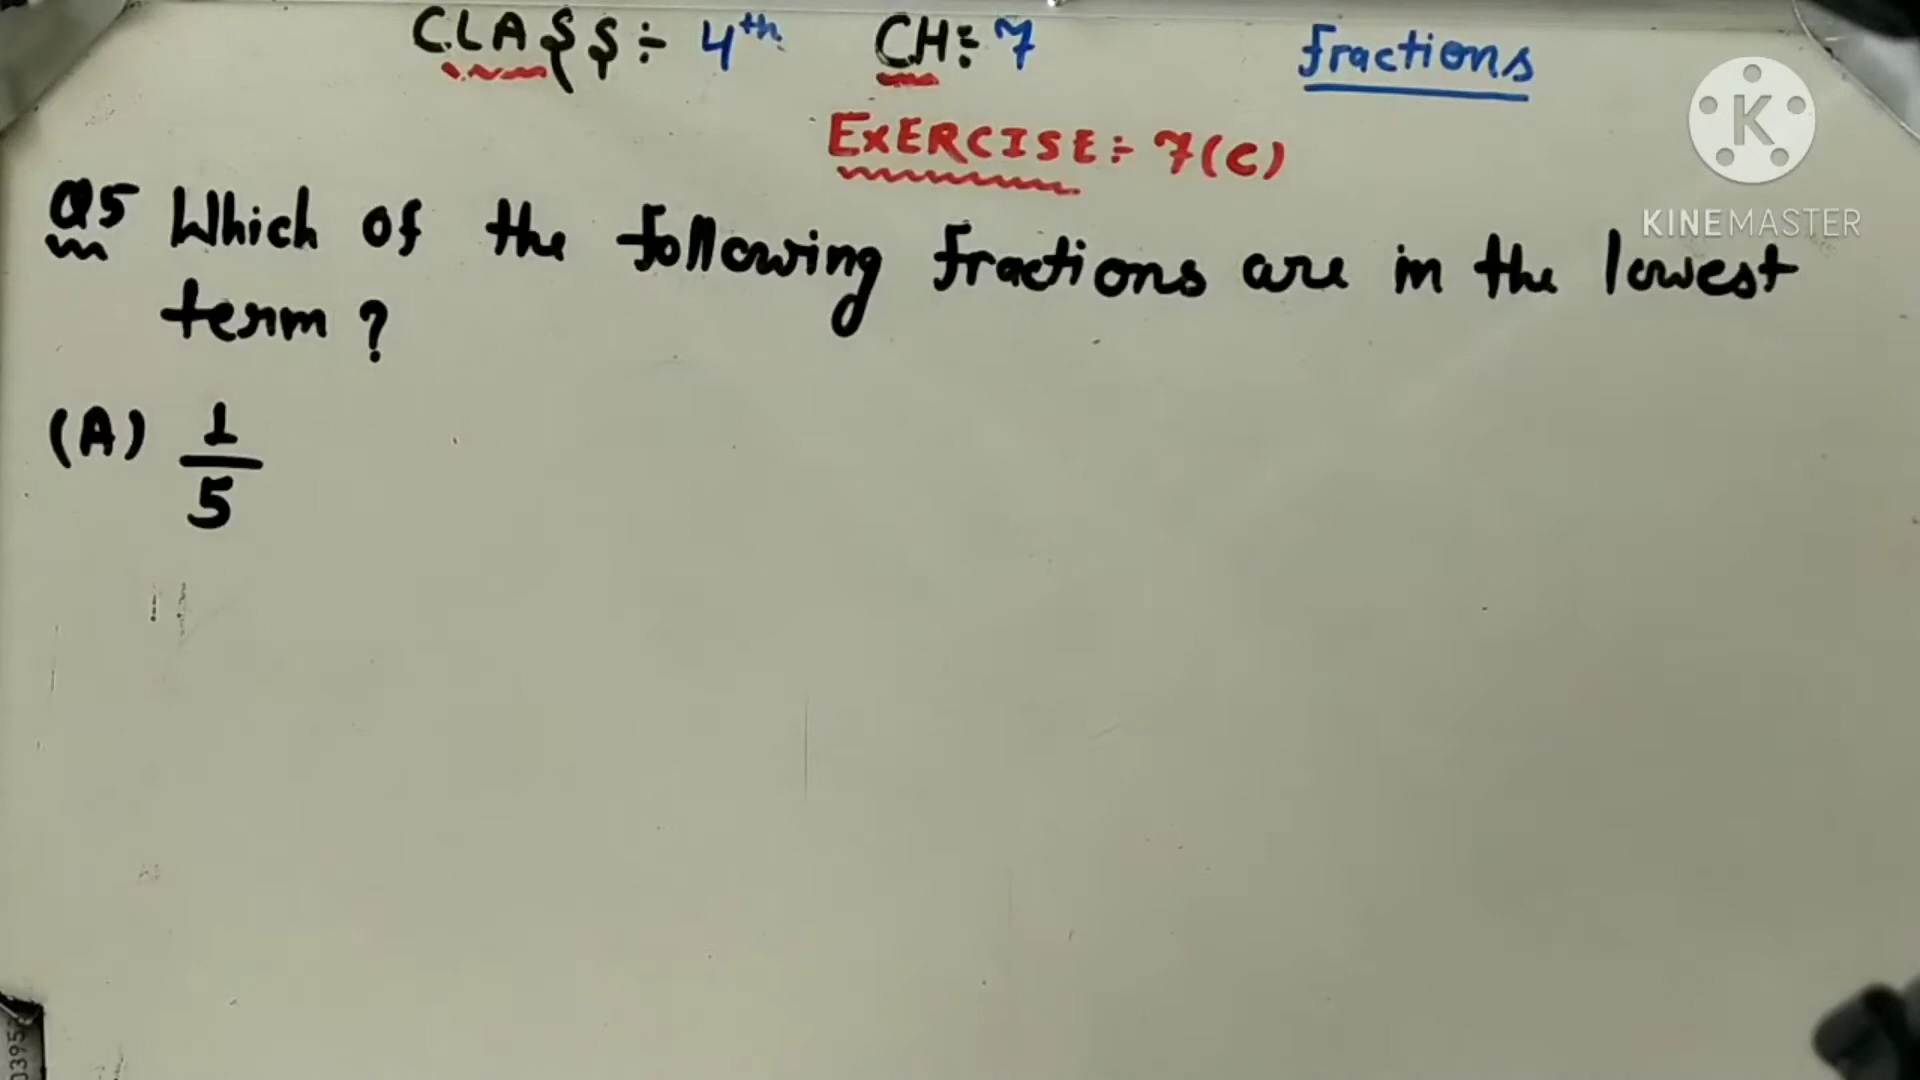 CLASS÷ 4th CH÷ 7 fractions
EXERCISE÷ 7(C)
K
KINEMASTER
Q5 Which of the following fractions are in the lowest
term ?
(A) 1
5
0395